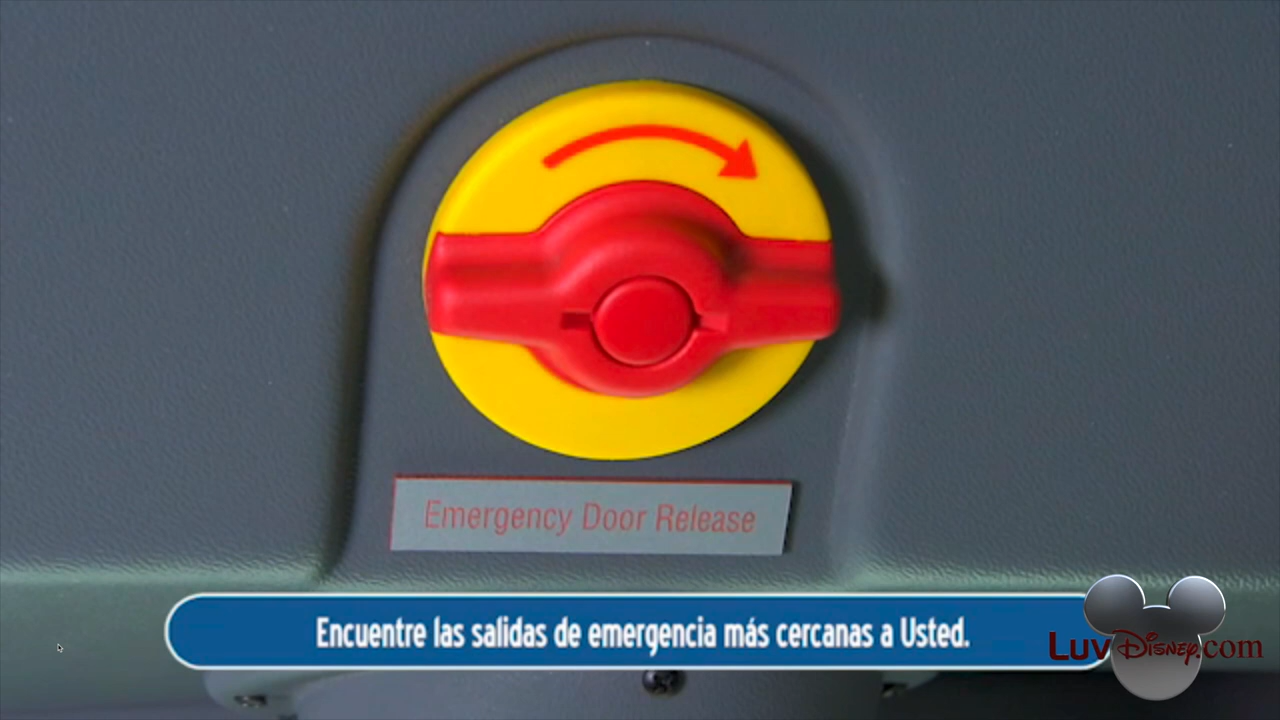 Emergency Door Release
Encuentre las salidas de emergencia más cercanas a Usted.
LuvDisney.com